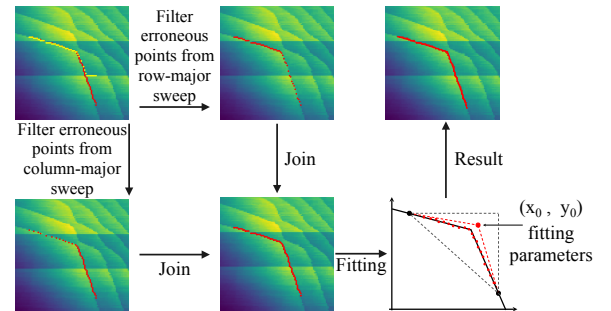 Filter
erroneous
points from
row-major
sweep
Filter erroneous
points from
column-major
sweep
Join
Result
Join
Fitting
(x₀ , y₀)
fitting
parameters